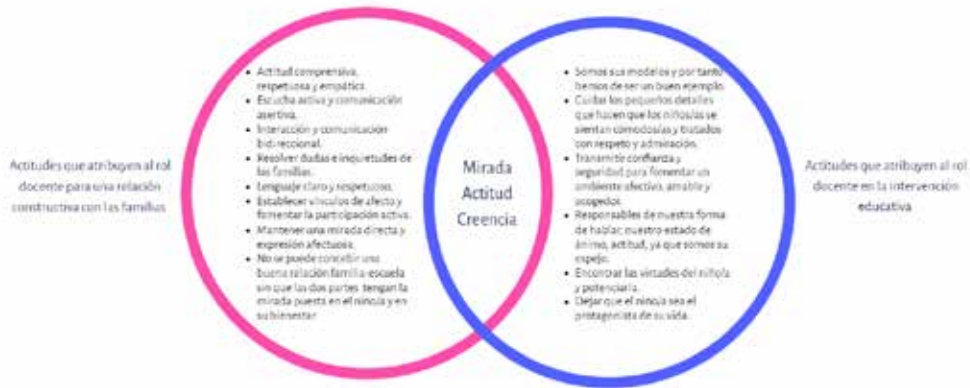 Actitudes que atribuyen al rol
docente para una relación
constructiva con las familias
• Actitud comprensiva,
respetuosa y empática.
• Escucha activa y comunicación
asertiva.
• Interacción y comunicación
bidireccional.
• Resolver dudas e inquietudes de
las familias.
• Lenguaje claro y respetuoso.
• Establecer vínculos de afecto y
fomentar la participación activa.
• Mantener una mirada directa y
expresión afectuosa.
• No se puede concebir una
buena relación familia-escuela
sin que las dos partes tengan la
mirada puesta en el niño/a y en
su bienestar
Mirada
Actitud
Creencia
• Somos sus modelos y por tanto
hemos de ser un buen ejemplo.
• Cuidar los pequeños detalles
que hacen que los niños/as se
sientan cómodos/as y tratados
con respeto y admiración.
• Transmitir confianza y
seguridad para fomentar un
ambiente afectivo, amable y
acogedor.
• Responsables de nuestra forma
de hablar, nuestro estado de
ánimo, actitud, ya que somos su
espejo.
• Encontrar las virtudes del niño/a
y potenciarla.
• Dejar que el niño/a sea el
protagonista de su vida.
Actitudes que atribuyen al rol
docente en la intervención
educativa